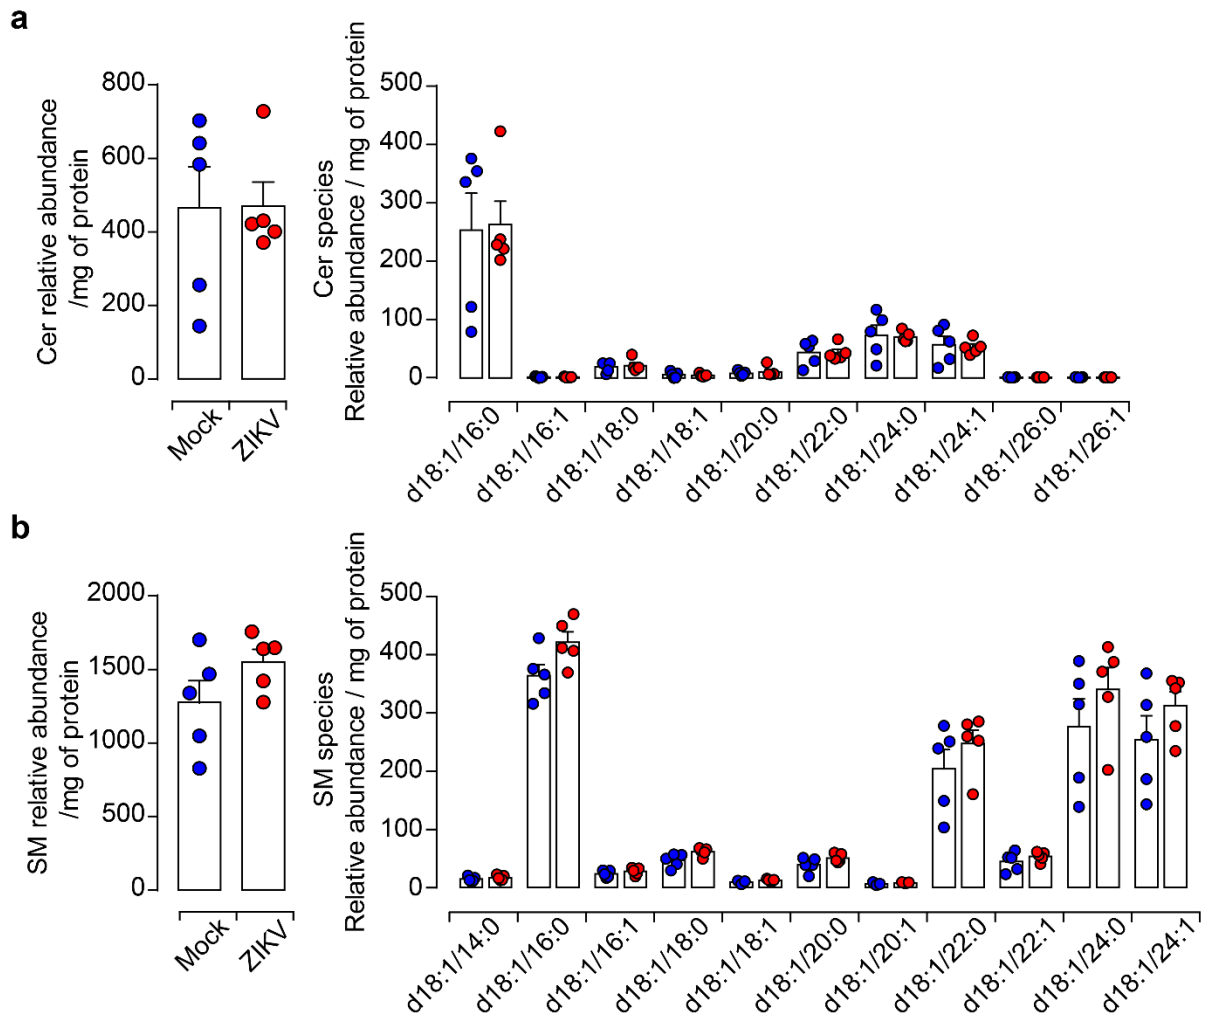 a
Cer relative abundance
/mg of protein
800
600
400
200
0
Mock
ZIKV
Cer species
Relative abundance / mg of protein
500
400
300
200
100
0
d18:1/16:0
d18:1/16:1
d18:1/18:0
d18:1/18:1
d18:1/20:0
d18:1/22:0
d18:1/24:0
d18:1/24:1
d18:1/26:0
d18:1/26:1
b
SM relative abundance
/mg of protein
2000
1500
1000
500
0
Mock
ZIKV
SM species
Relative abundance / mg of protein
500
400
300
200
100
0
d18:1/14:0
d18:1/16:0
d18:1/16:1
d18:1/18:0
d18:1/18:1
d18:1/20:0
d18:1/20:1
d18:1/22:0
d18:1/22:1
d18:1/24:0
d18:1/24:1